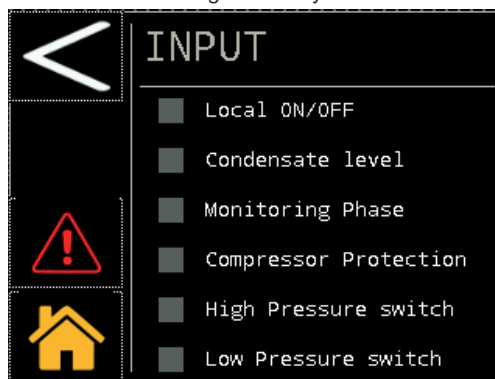 INPUT
Local ON/OFF
Condensate level
Monitoring Phase
Compressor Protection
High Pressure switch
Low Pressure switch